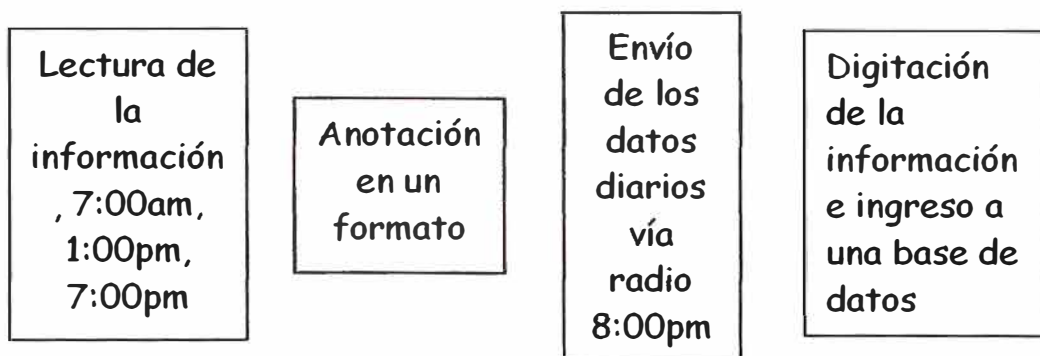 Lectura de
la
información
, 7:00am,
1:00pm,
7:00pm
Anotación
en un
formato
Envío
de los
datos
diarios
vía
radio
8:00pm
Digitación
de la
información
e ingreso a
una base de
datos